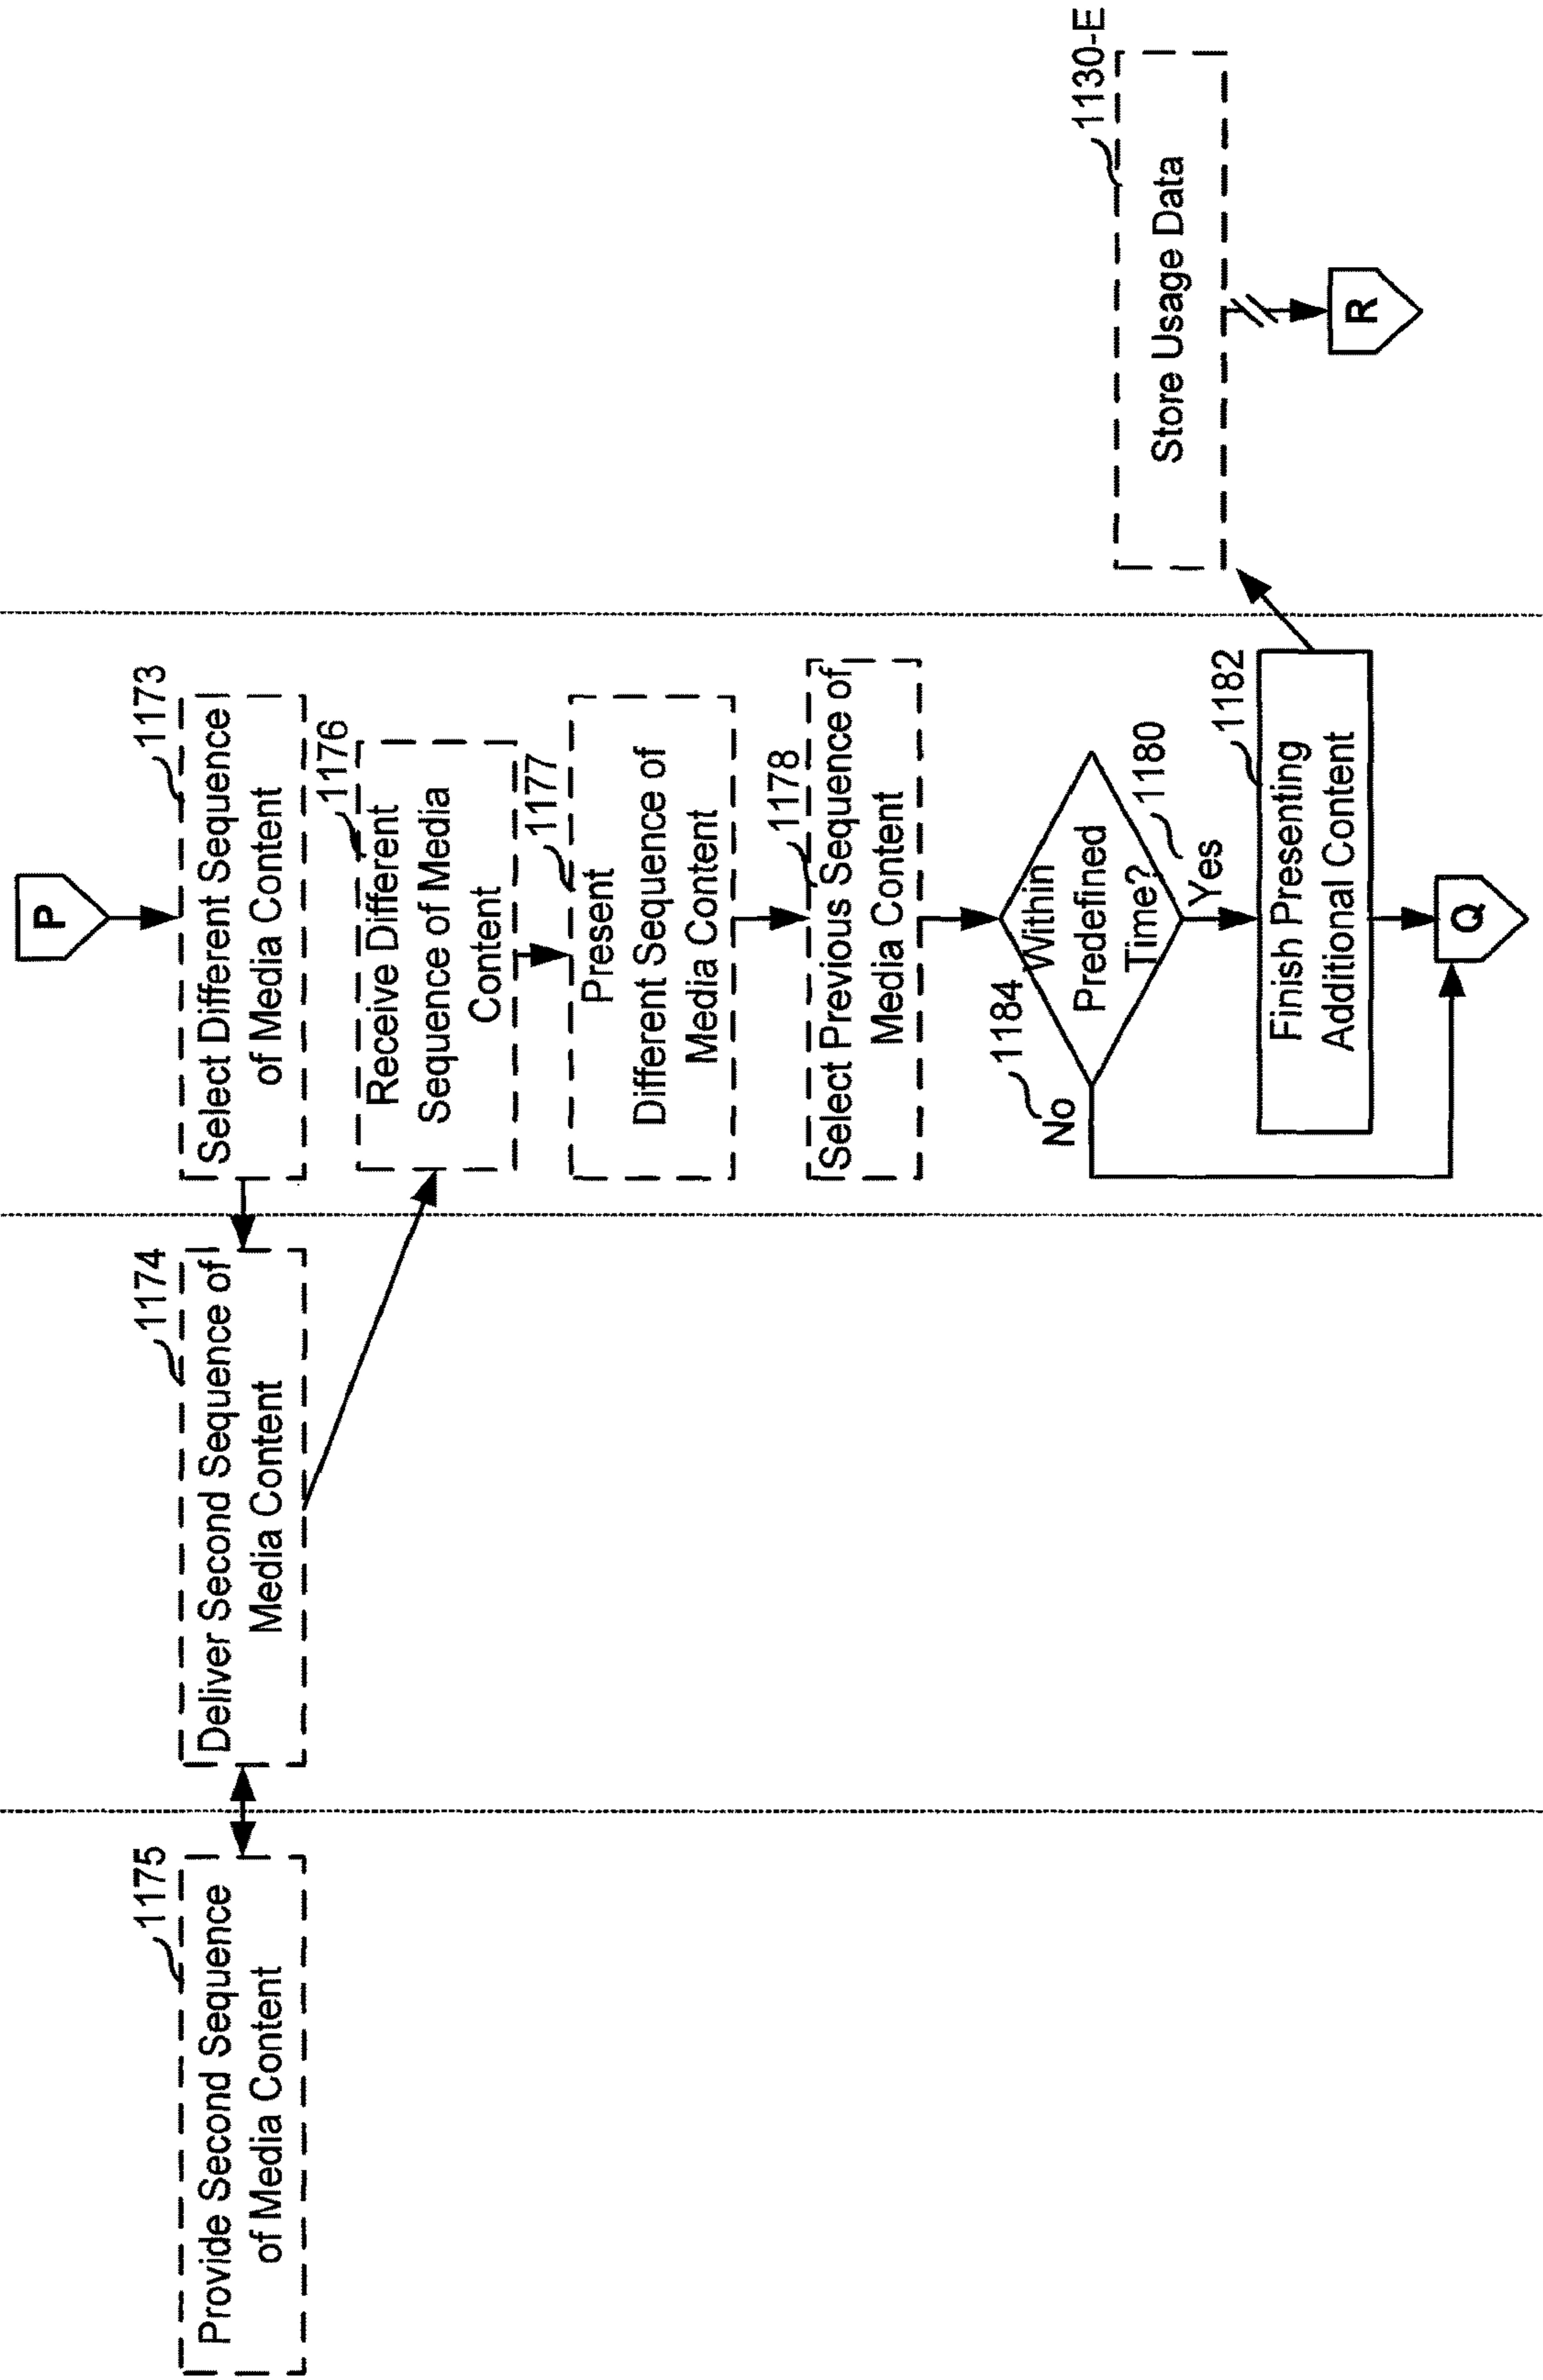 P
1175
Provide Second Sequence
of Media Content
1174
Deliver Second Sequence of
Media Content
1173
Select Different Sequence
of Media Content
1176
Receive Different
Sequence of Media
Content
1177
Present
Different Sequence of
Media Content
1178
Select Previous Sequence of
Media Content
Within
Predefined
Time?
1184
No
1180
Yes
1182
Finish Presenting
Additional Content
Q
1130-E
Store Usage Data
R